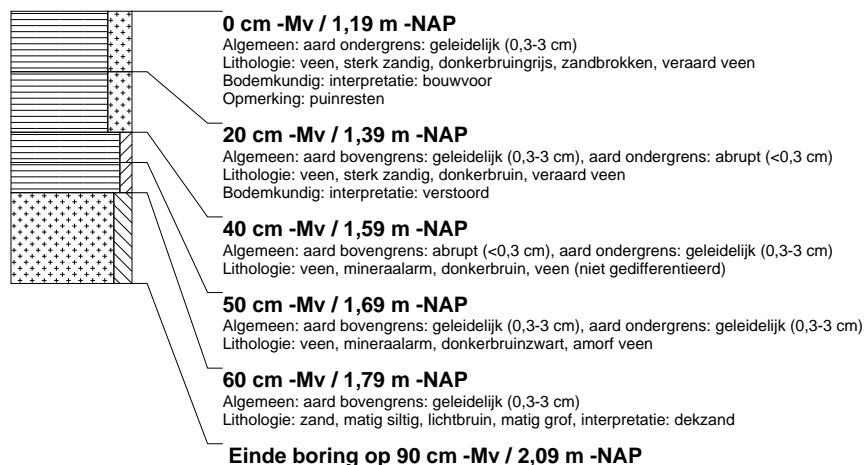 0 cm -Mv / 1,19 m -NAP
Algemeen: aard ondergrens: geleidelijk (0,3-3 cm)
Lithologie: veen, sterk zandig, donkerbruingrijs, zandbrokken, veraard veen
Bodemkundig: interpretatie: bouwvoor
Opmerking: puinresten
20 cm -Mv / 1,39 m -NAP
Algemeen: aard bovengrens: geleidelijk (0,3-3 cm), aard ondergrens: abrupt (<0,3 cm)
Lithologie: veen, sterk zandig, donkerbruin, veraard veen
Bodemkundig: interpretatie: verstoord
40 cm -Mv / 1,59 m -NAP
Algemeen: aard bovengrens: abrupt (<0,3 cm), aard ondergrens: geleidelijk (0,3-3 cm)
Lithologie: veen, mineraalarm, donkerbruin, veen (niet gedifferentieerd)
50 cm -Mv / 1,69 m -NAP
Algemeen: aard bovengrens: geleidelijk (0,3-3 cm), aard ondergrens: geleidelijk (0,3-3 cm)
Lithologie: veen, mineraalarm, donkerbruinzwart, amorf veen
60 cm -Mv / 1,79 m -NAP
Algemeen: aard bovengrens: geleidelijk (0,3-3 cm)
Lithologie: zand, matig siltig, lichtbruin, matig grof, interpretatie: dekzand
Einde boring op 90 cm -Mv / 2,09 m -NAP